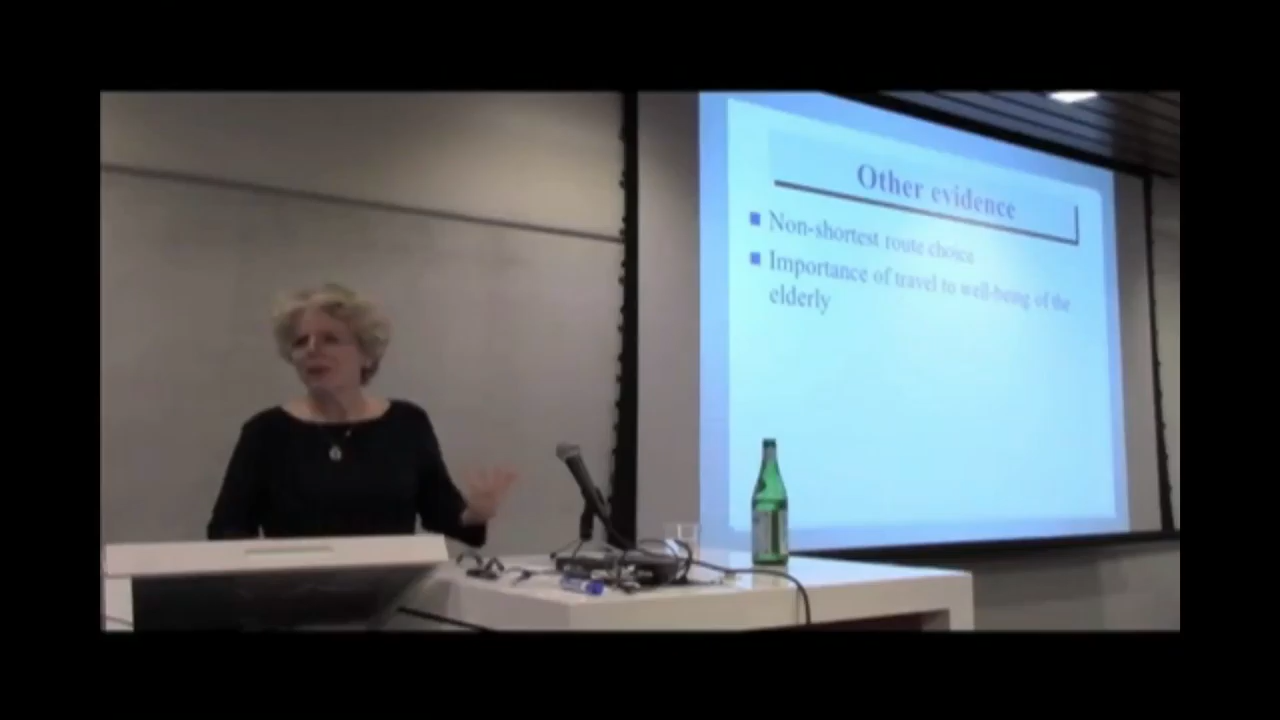 Other evidence
Non-shortest route choice
Importance of travel to well-being of the
elderly